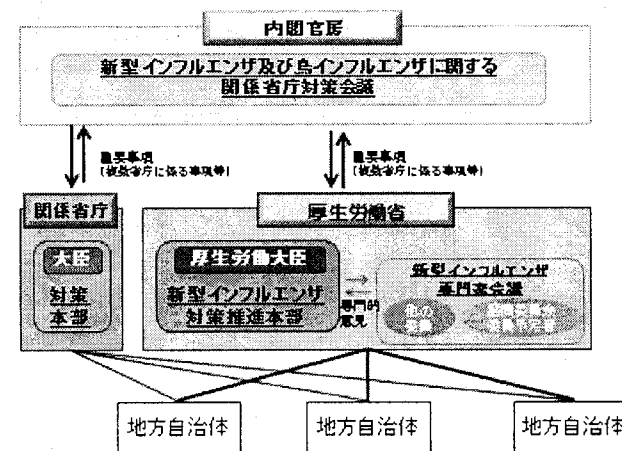 内閣官房
新型インフルエンザ及び鳥インフルエンザに関する
関係省庁対策会議
重要事項
(複数省庁に係る事項等)
重要事項
(複数省庁に係る事項等)
関係省庁
厚生労働省
大臣
対策
本部
厚生労働大臣
新型インフルエンザ
対策推進本部
専門的
意見
新型インフルエンザ
専門家会議
地方自治体
地方自治体
地方自治体